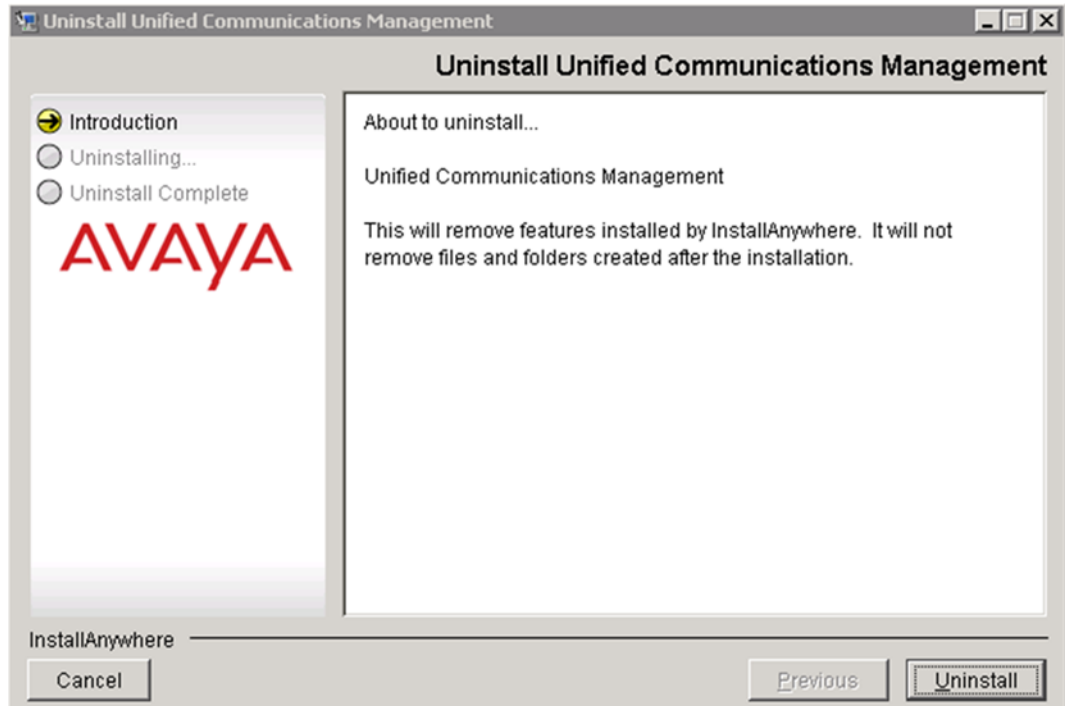 Uninstall Unified Communications Management
Uninstall Unified Communications Management
Introduction
Uninstalling...
Uninstall Complete
AVAYA
About to uninstall...
Unified Communications Management
This will remove features installed by InstallAnywhere. It will not
remove files and folders created after the installation.
InstallAnywhere
Cancel
Previous
Uninstall